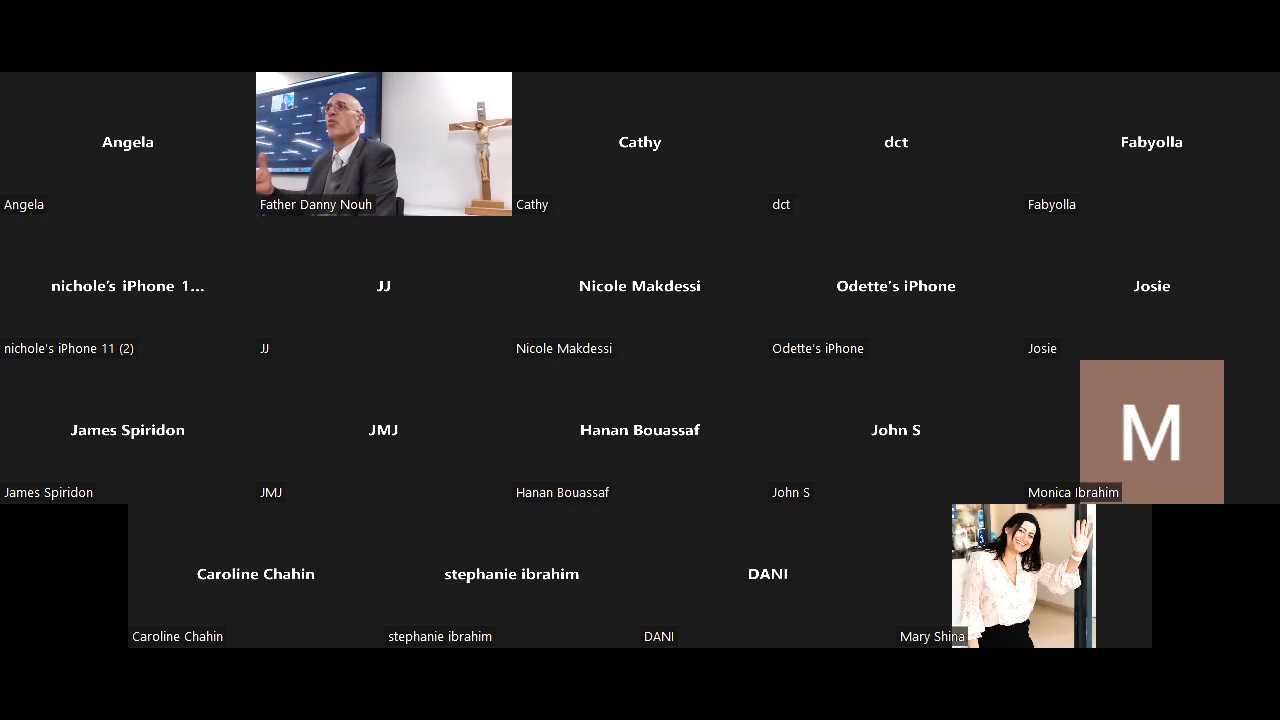 Angela
Angela
Father Danny Nouh
Cathy
Cathy
dct
dct
Fabyolla
Fabyolla
nichole's iPhone 1...
nichole's iPhone 11 (2)
JJ
JJ
Nicole Makdessi
Nicole Makdessi
Odette's iPhone
Odette's iPhone
Josie
Josie
James Spiridon
James Spiridon
JMJ
JMJ
Hanan Bouassaf
Hanan Bouassaf
John S
John S
M
Monica Ibrahim
Caroline Chahin
Caroline Chahin
stephanie ibrahim
stephanie ibrahim
DANI
DANI
Mary Shina